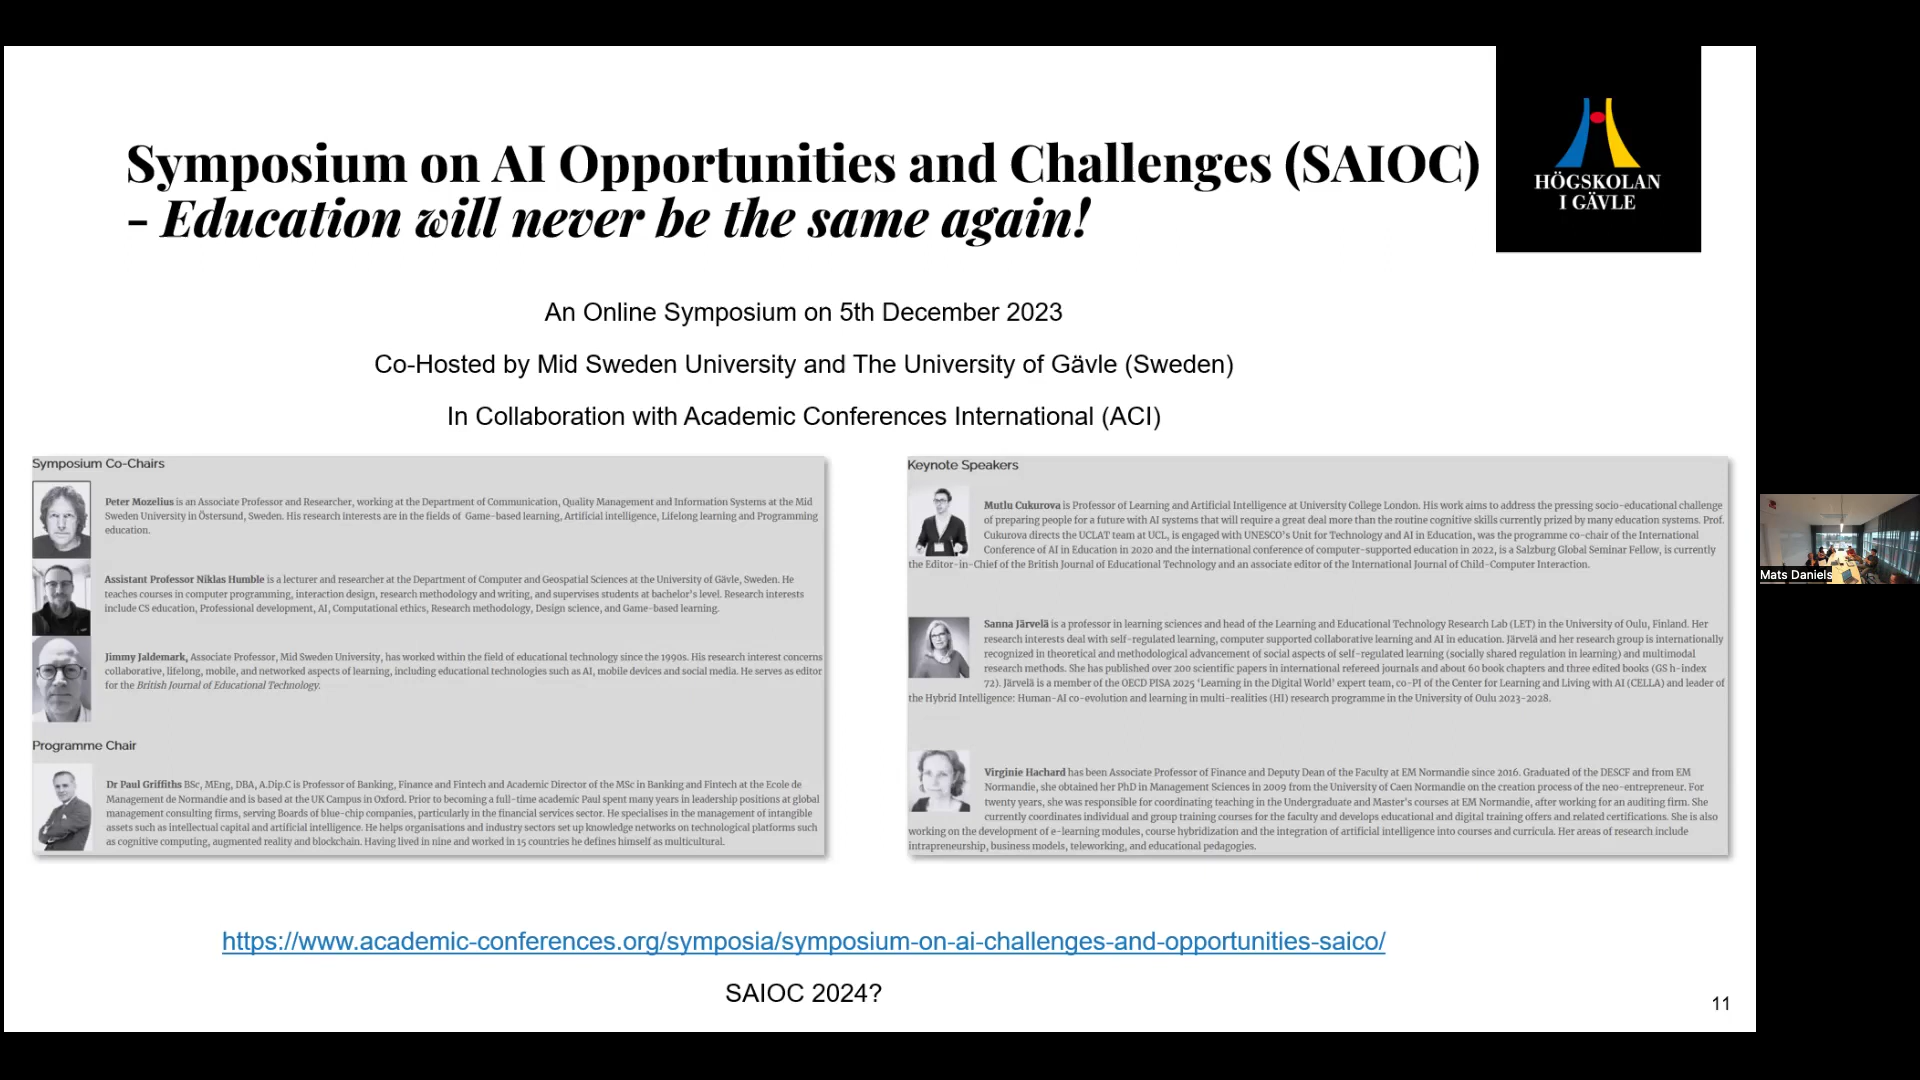 Symposium on AI Opportunities and Challenges (SAIOC)
- Education will never be the same again!
HÖGSKOLAN
I GÄVLE
An Online Symposium on 5th December 2023
Co-Hosted by Mid Sweden University and The University of Gävle (Sweden)
In Collaboration with Academic Conferences International (ACI)
Symposium Co-Chairs
Peter Mozelius is an Associate Professor and Researcher, working at the Department of Communication, Quality Management and Information Systems at the Mid
Sweden University in Östersund, Sweden. His research interests are in the fields of Game-based learning, Artificial intelligence, Lifelong learning and Programming
education.
Assistant Professor Niklas Humble is a lecturer and researcher at the Department of Computer and Geospatial Sciences at the University of Gävle, Sweden. He
teaches courses in computer programming, interaction design, research methodology and writing, and supervises students at bachelor's level. Research interests
include CS education, Professional development, AI, Computational ethics, Research methodology, Design science, and Game-based learning.
Jimmy Jaldemark, Associate Professor, Mid Sweden University, has worked within the field of educational technology since the 1990s. His research interest concerns
collaborative, lifelong, mobile, and networked aspects of learning, including educational technologies such as AI, mobile devices and social media. He serves as editor
for the British Journal of Educational Technology.
Programme Chair
Dr Paul Griffiths BSc, MEng, DBA, A.Dip.C is Professor of Banking, Finance and Fintech and Academic Director of the MSc in Banking and Fintech at the Ecole de
Management de Normandie and is based at the UK Campus in Oxford. Prior to becoming a full-time academic Paul spent many years in leadership positions at global
management consulting firms, serving Boards of blue-chip companies, particularly in the financial services sector. He specialises in the management of intangible
assets such as intellectual capital and artificial intelligence. He helps organisations and industry sectors set up knowledge networks on technological platforms such
as cognitive computing, augmented reality and blockchain. Having lived in nine and worked in 15 countries he defines himself as multicultural.
Keynote Speakers
Mutlu Cukurova is Professor of Learning and Artificial Intelligence at University College London. His work aims to address the pressing socio-educational challenge
of preparing people for a future with AI systems that will require a great deal more than the routine cognitive skills currently prized by many education systems. Prof.
Cukurova directs the UCLAT team at UCL, is engaged with UNESCO's Unit for Technology and AI in Education, was the programme co-chair of the International
Conference of AI in Education in 2020 and the international conference of computer-supported education in 2022, is a Salzburg Global Seminar Fellow, is currently
the Editor-in-Chief of the British Journal of Educational Technology and an associate editor of the International Journal of Child-Computer Interaction.
Sanna Järvelä is a professor in learning sciences and head of the Learning and Educational Technology Research Lab (LET) in the University of Oulu, Finland. Her
research interests deal with self-regulated learning, computer supported collaborative learning and AI in education. Järvelä and her research group is internationally
recognized in theoretical and methodological advancement of social aspects of self-regulated learning (socially shared regulation in learning) and multimodal
research methods. She has published over 200 scientific papers in international refereed journals and about 60 book chapters and three edited books (GS h-index
72). Järvelä is a member of the OECD PISA 2025 'Learning in the Digital World' expert team, co-PI of the Center for Learning and Living with AI (CELLA) and leader of
the Hybrid Intelligence: Human-AI co-evolution and learning in multi-realities (HI) research programme in the University of Oulu 2023-2028.
Virginie Hachard has been Associate Professor of Finance and Deputy Dean of the Faculty at EM Normandie since 2016. Graduated of the DESCF and from EM
Normandie, she obtained her PhD in Management Sciences in 2009 from the University of Caen Normandie on the creation process of the neo-entrepreneur. For
twenty years, she was responsible for coordinating teaching in the Undergraduate and Master's courses at EM Normandie, after working for an auditing firm. She
currently coordinates individual and group training courses for the faculty and develops educational and digital training offers and related certifications. She is also
working on the development of e-learning modules, course hybridization and the integration of artificial intelligence into courses and curricula. Her areas of research include
intrapreneurship, business models, teleworking, and educational pedagogies.
https://www.academic-conferences.org/symposia/symposium-on-ai-challenges-and-opportunities-saico/
SAIOC 2024?
11
Mats Daniels